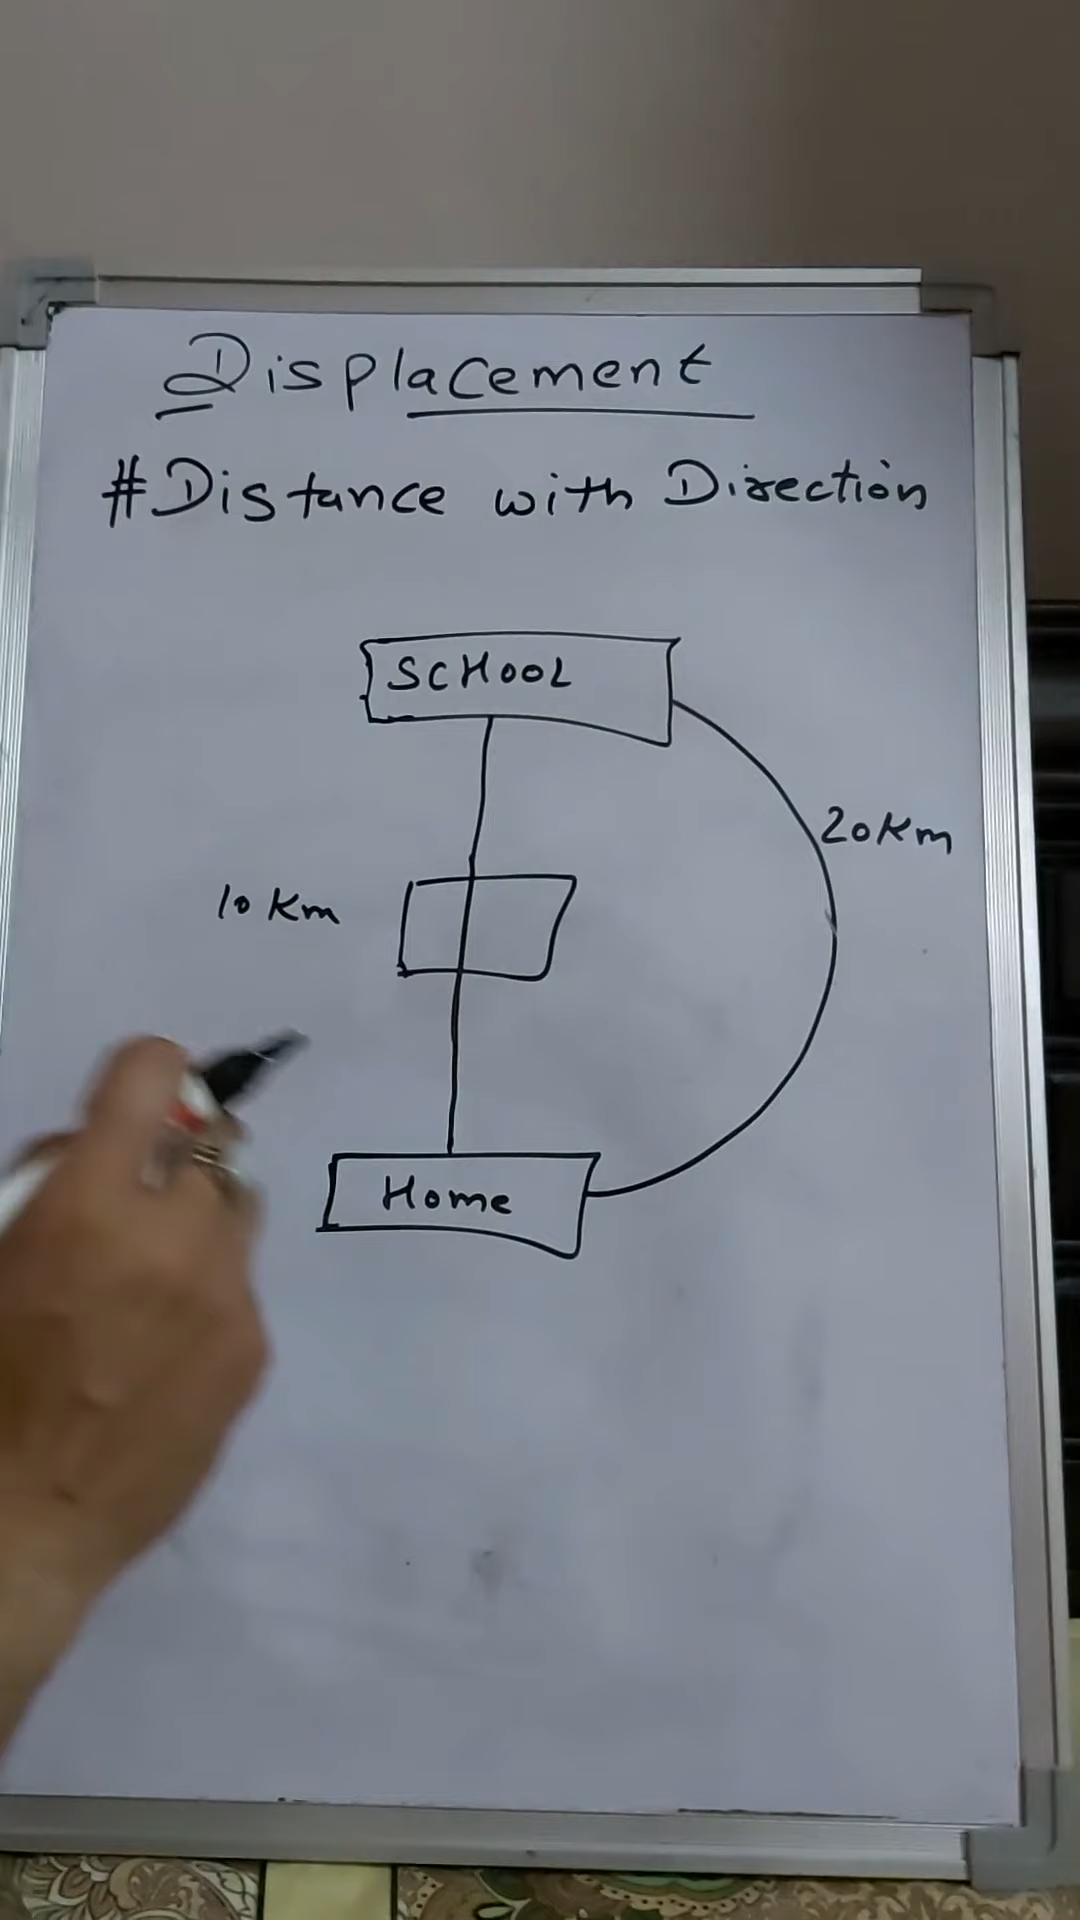 Displacement
#Distance with Direction
SCHOOL
20Km
10 Km
Home